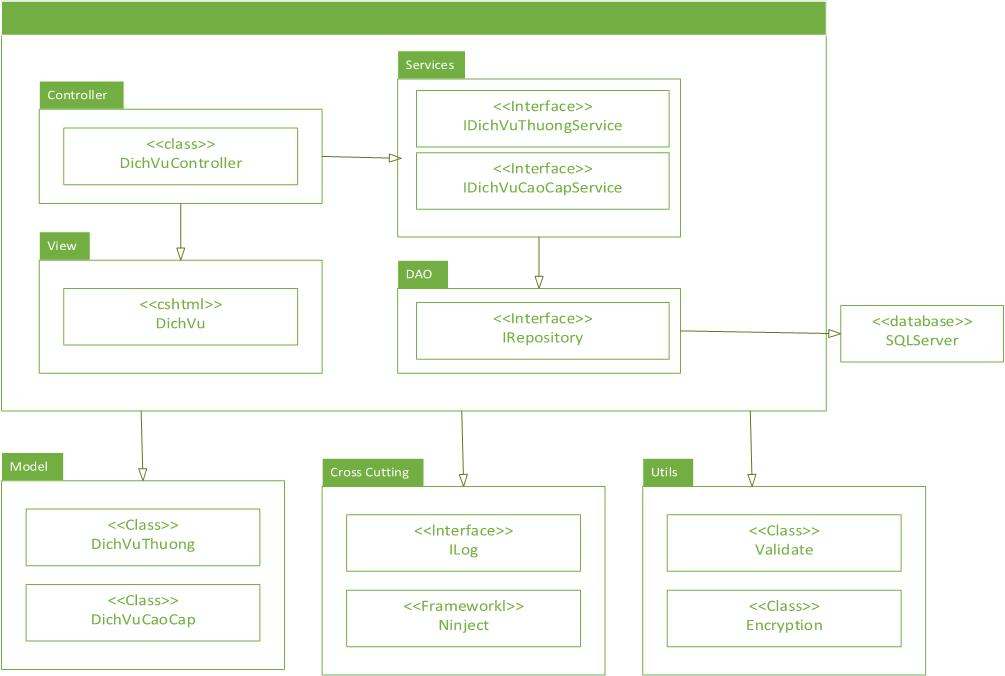 Controller
<<class>>
DichVuController
Services
<<Interface>>
IDichVuThuongService
<<Interface>>
IDichVuCaoCapService
View
<<cshtml>>
DichVu
DAO
<<Interface>>
IRepository
<<database>>
SQLServer
Model
<<Class>>
DichVuThuong
<<Class>>
DichVuCaoCap
Cross Cutting
<<Interface>>
ILog
<<Frameworkl>>
Ninject
Utils
<<Class>>
Validate
<<Class>>
Encryption